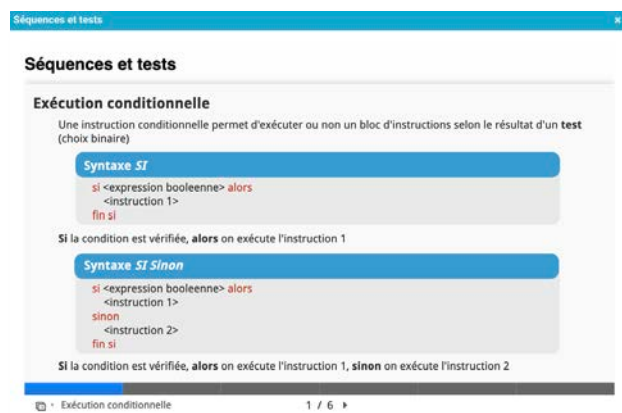 Séquences et tests
Séquences et tests
Exécution conditionnelle
Une instruction conditionnelle permet d'exécuter ou non un bloc d'instructions selon le résultat d'un test
(choix binaire)
Syntaxe SI
si <expression booleenne> alors
<instruction 1>
fin si
Si la condition est vérifiée, alors on exécute l'instruction 1
Syntaxe SI Sinon
si <expression booleenne> alors
<instruction 1>
sinon
<instruction 2>
fin si
Si la condition est vérifiée, alors on exécute l'instruction 1, sinon on exécute l'instruction 2
Exécution conditionnelle 1 / 6